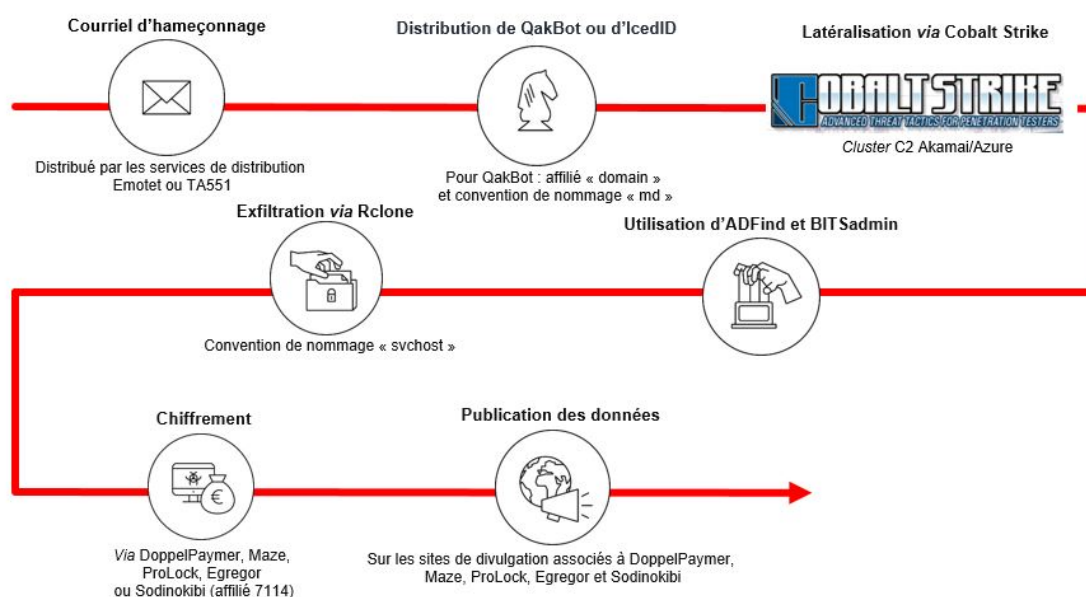 Courriel d'hameçonnage
Distribué par les services de distribution
Emotet ou TA551
Distribution de QakBot ou d'IcedID
Pour QakBot : affilié « domain »
et convention de nommage « md »
Latéralisation via Cobalt Strike
COBALT STRIKE
ADVANCED THREAT TACTICS FOR PENETRATION TESTERS
Cluster C2 Akamai/Azure
Utilisation d'ADFind et BITSadmin
Exfiltration via Rclone
Convention de nommage « svchost »
Chiffrement
€
Via DoppelPaymer, Maze,
ProLock, Egregor
ou Sodinokibi (affilié 7114)
Publication des données
Sur les sites de divulgation associés à DoppelPaymer,
Maze, ProLock, Egregor et Sodinokibi